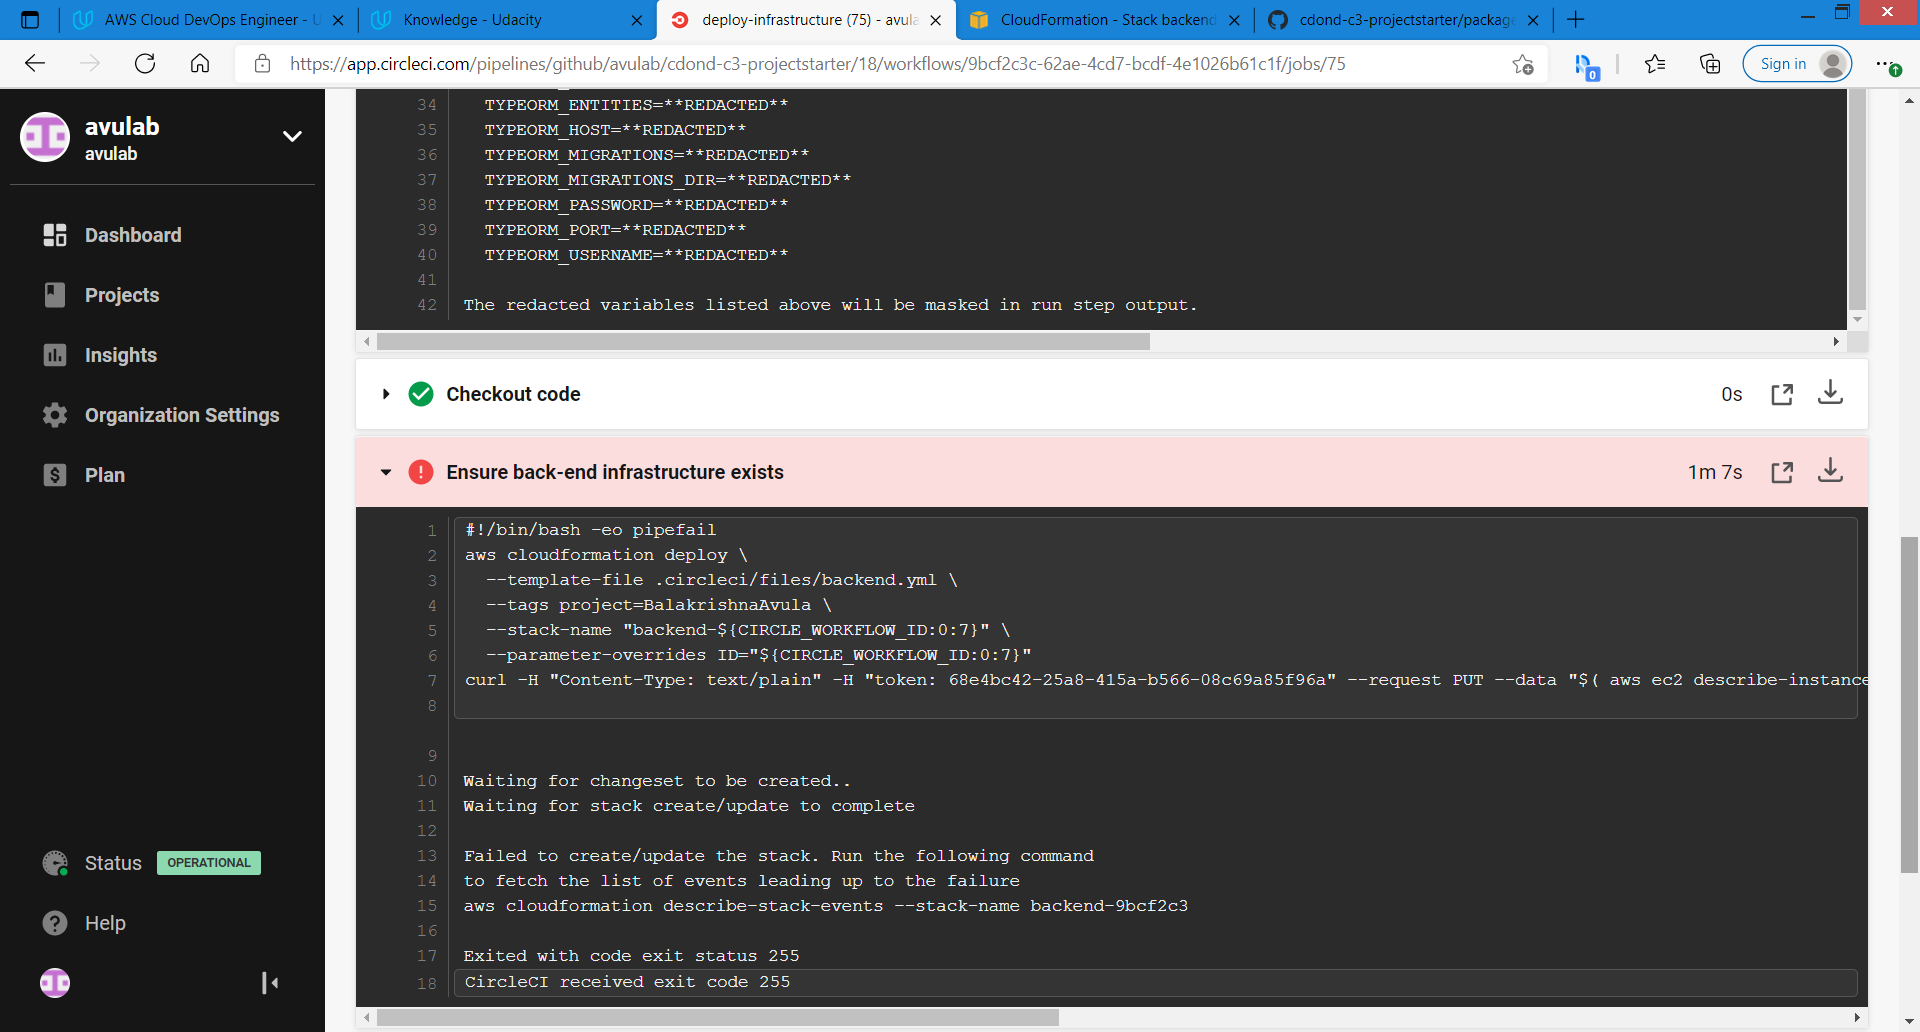 AWS Cloud DevOps Engineer - U
Knowledge - Udacity
deploy-infrastructure (75) - avula
CloudFormation - Stack backend
cdond-c3-projectstarter/package
https://app.circleci.com/pipelines/github/avulab/cdond-c3-projectstarter/18/workflows/9bcf2c3c-62ae-4cd7-bcdf-4e1026b61c1f/jobs/75
0
Sign in
avulab
avulab
Dashboard
Projects
Insights
Organization Settings
Plan
Status OPERATIONAL
Help
34 TYPEORM_ENTITIES=**REDACTED**
35 TYPEORM_HOST=**REDACTED**
36 TYPEORM_MIGRATIONS=**REDACTED**
37 TYPEORM_MIGRATIONS_DIR=**REDACTED**
38 TYPEORM_PASSWORD=**REDACTED**
39 TYPEORM_PORT=**REDACTED**
40 TYPEORM_USERNAME=**REDACTED**
41
42 The redacted variables listed above will be masked in run step output.
Checkout code 0s
Ensure back-end infrastructure exists 1m 7s
1 #!/bin/bash -eo pipefail
2 aws cloudformation deploy \
3 --template-file .circleci/files/backend.yml \
4 --tags project=BalakrishnaAvula \
5 --stack-name "backend-${CIRCLE_WORKFLOW_ID:0:7}" \
6 --parameter-overrides ID="${CIRCLE_WORKFLOW_ID:0:7}"
7 curl -H "Content-Type: text/plain" -H "token: 68e4bc42-25a8-415a-b566-08c69a85f96a" --request PUT --data "$( aws ec2 describe-instance
8
9
10 Waiting for changeset to be created..
11 Waiting for stack create/update to complete
12
13 Failed to create/update the stack. Run the following command
14 to fetch the list of events leading up to the failure
15 aws cloudformation describe-stack-events --stack-name backend-9bcf2c3
16
17 Exited with code exit status 255
18 CircleCI received exit code 255